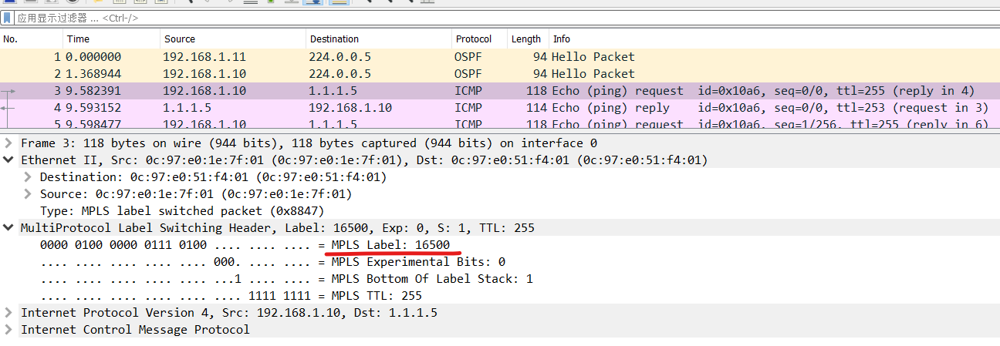 应用显示过滤器 … <Ctrl-/>
No. Time Source Destination Protocol Length Info
1 0.000000 192.168.1.11 224.0.0.5 OSPF 94 Hello Packet
2 1.368944 192.168.1.10 224.0.0.5 OSPF 94 Hello Packet
3 9.582391 192.168.1.10 1.1.1.5 ICMP 118 Echo (ping) request id=0x10a6, seq=0/0, ttl=255 (reply in 4)
4 9.593152 1.1.1.5 192.168.1.10 ICMP 114 Echo (ping) reply id=0x10a6, seq=0/0, ttl=253 (request in 3)
5 9.598477 192.168.1.10 1.1.1.5 ICMP 118 Echo (ping) request id=0x10a6, seq=1/256, ttl=255 (reply in 6)
Frame 3: 118 bytes on wire (944 bits), 118 bytes captured (944 bits) on interface 0
Ethernet II, Src: 0c:97:e0:1e:7f:01 (0c:97:e0:1e:7f:01), Dst: 0c:97:e0:51:f4:01 (0c:97:e0:51:f4:01)
Destination: 0c:97:e0:51:f4:01 (0c:97:e0:51:f4:01)
Source: 0c:97:e0:1e:7f:01 (0c:97:e0:1e:7f:01)
Type: MPLS label switched packet (0x8847)
MultiProtocol Label Switching Header, Label: 16500, Exp: 0, S: 1, TTL: 255
0000 0100 0000 0111 0100 .... .... .... = MPLS Label: 16500
.... .... .... .... .... 000. .... .... = MPLS Experimental Bits: 0
.... .... .... .... .... ...1 .... .... = MPLS Bottom Of Label Stack: 1
.... .... .... .... .... .... 1111 1111 = MPLS TTL: 255
Internet Protocol Version 4, Src: 192.168.1.10, Dst: 1.1.1.5
Internet Control Message Protocol